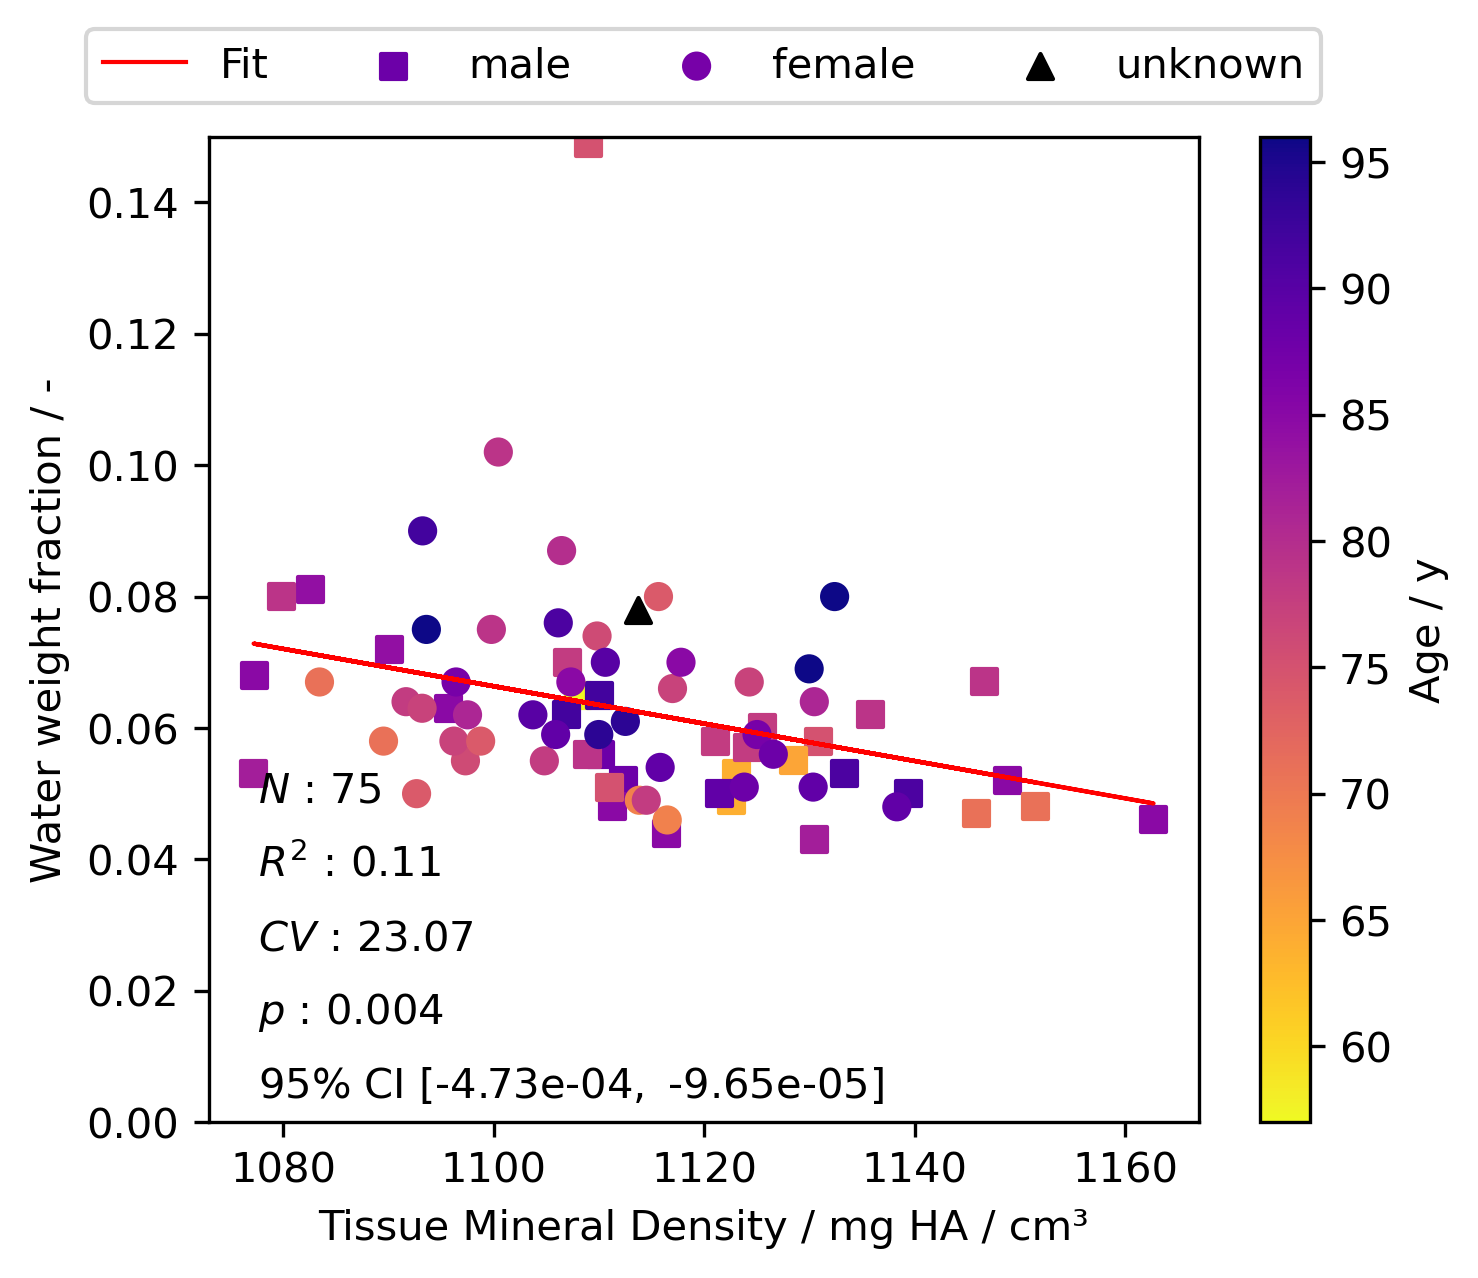 Fit male female unknown
0.14
0.12
0.10
0.08
0.06
0.04
0.02
0.00
Water weight fraction / -
N : 75
R² : 0.11
CV : 23.07
p : 0.004
95% CI [-4.73e-04, -9.65e-05]
1080 1100 1120 1140 1160
Tissue Mineral Density / mg HA / cm³
95
90
85
80
75
70
65
60
Age / y